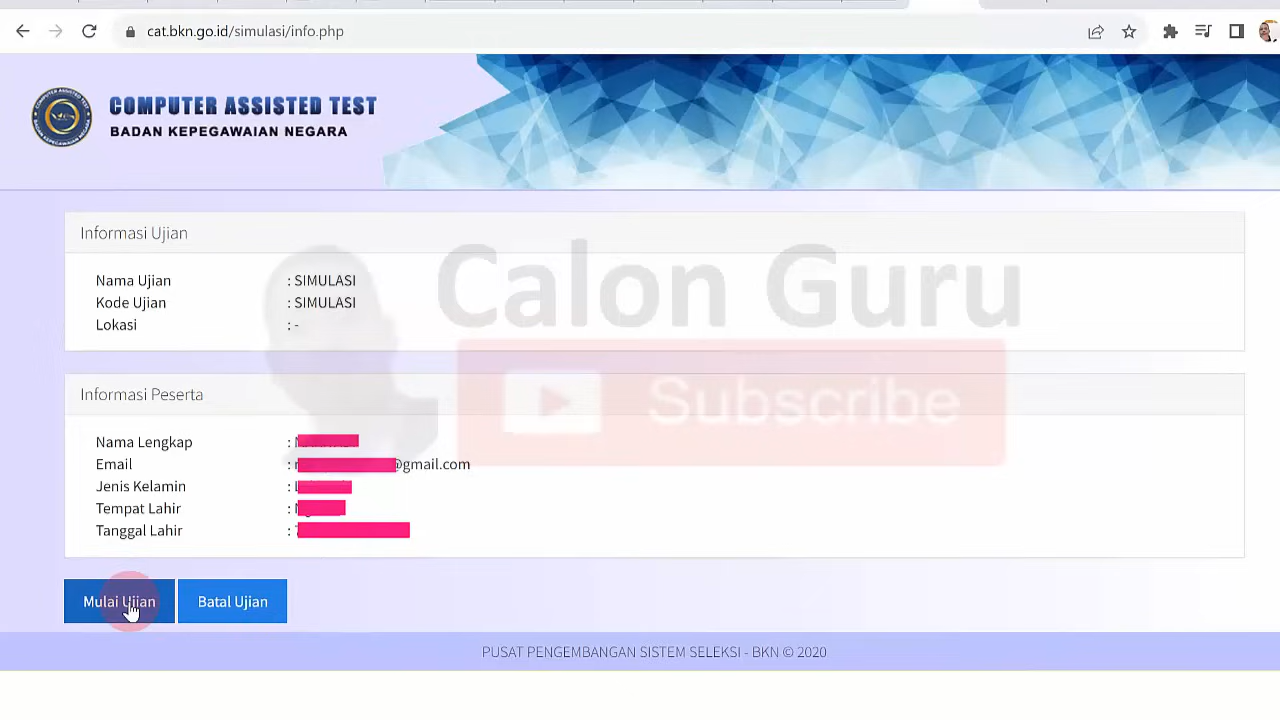 cat.bkn.go.id/simulasi/info.php
COMPUTER ASSISTED TEST
BADAN KEPEGAWAIAN NEGARA
Informasi Ujian
Calon Guru
Nama Ujian : SIMULASI
Kode Ujian : SIMULASI
Lokasi : -
Subscribe
Informasi Peserta
Nama Lengkap :
Email : @gmail.com
Jenis Kelamin :
Tempat Lahir :
Tanggal Lahir :
Mulai Ujian Batal Ujian
PUSAT PENGEMBANGAN SISTEM SELEKSI - BKN © 2020